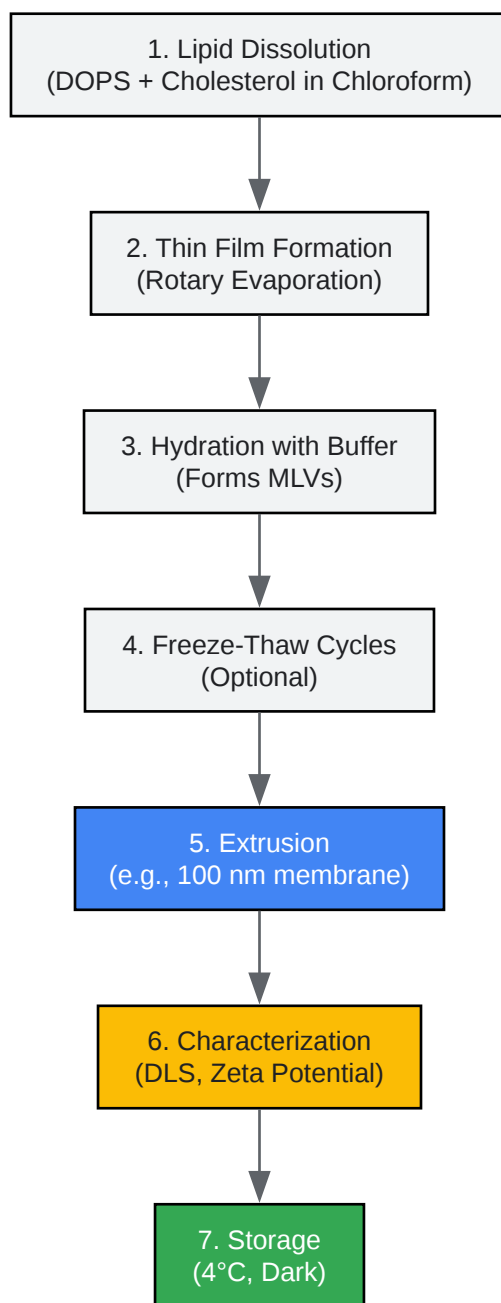 1. Lipid Dissolution
(DOPS + Cholesterol in Chloroform)
2. Thin Film Formation
(Rotary Evaporation)
3. Hydration with Buffer
(Forms MLVs)
4. Freeze-Thaw Cycles
(Optional)
5. Extrusion
(e.g., 100 nm membrane)
6. Characterization
(DLS, Zeta Potential)
7. Storage
(4°C, Dark)